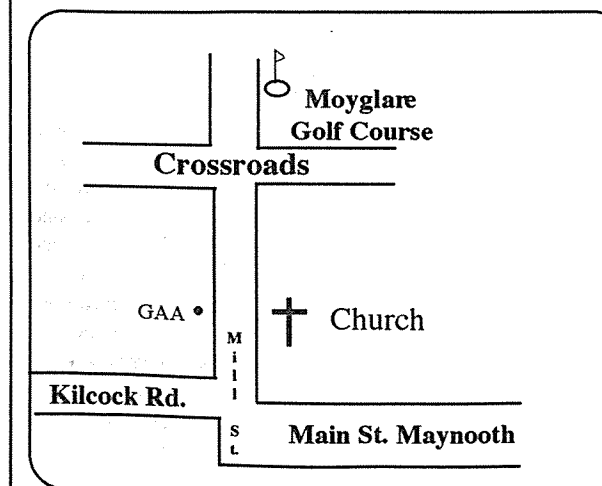 Moyglare
Golf Course
Crossroads
GAA
Church
Mill St.
Kilcock Rd.
Main St. Maynooth